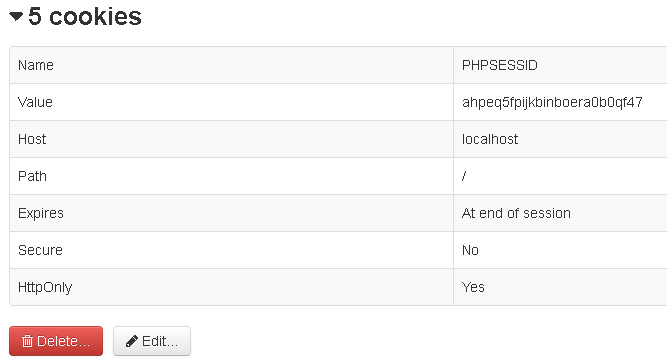 5 cookies
Name PHPSESSID
Value ahpeq5fpijkbinboera0b0qf47
Host localhost
Path /
Expires At end of session
Secure No
HttpOnly Yes
Delete... Edit...